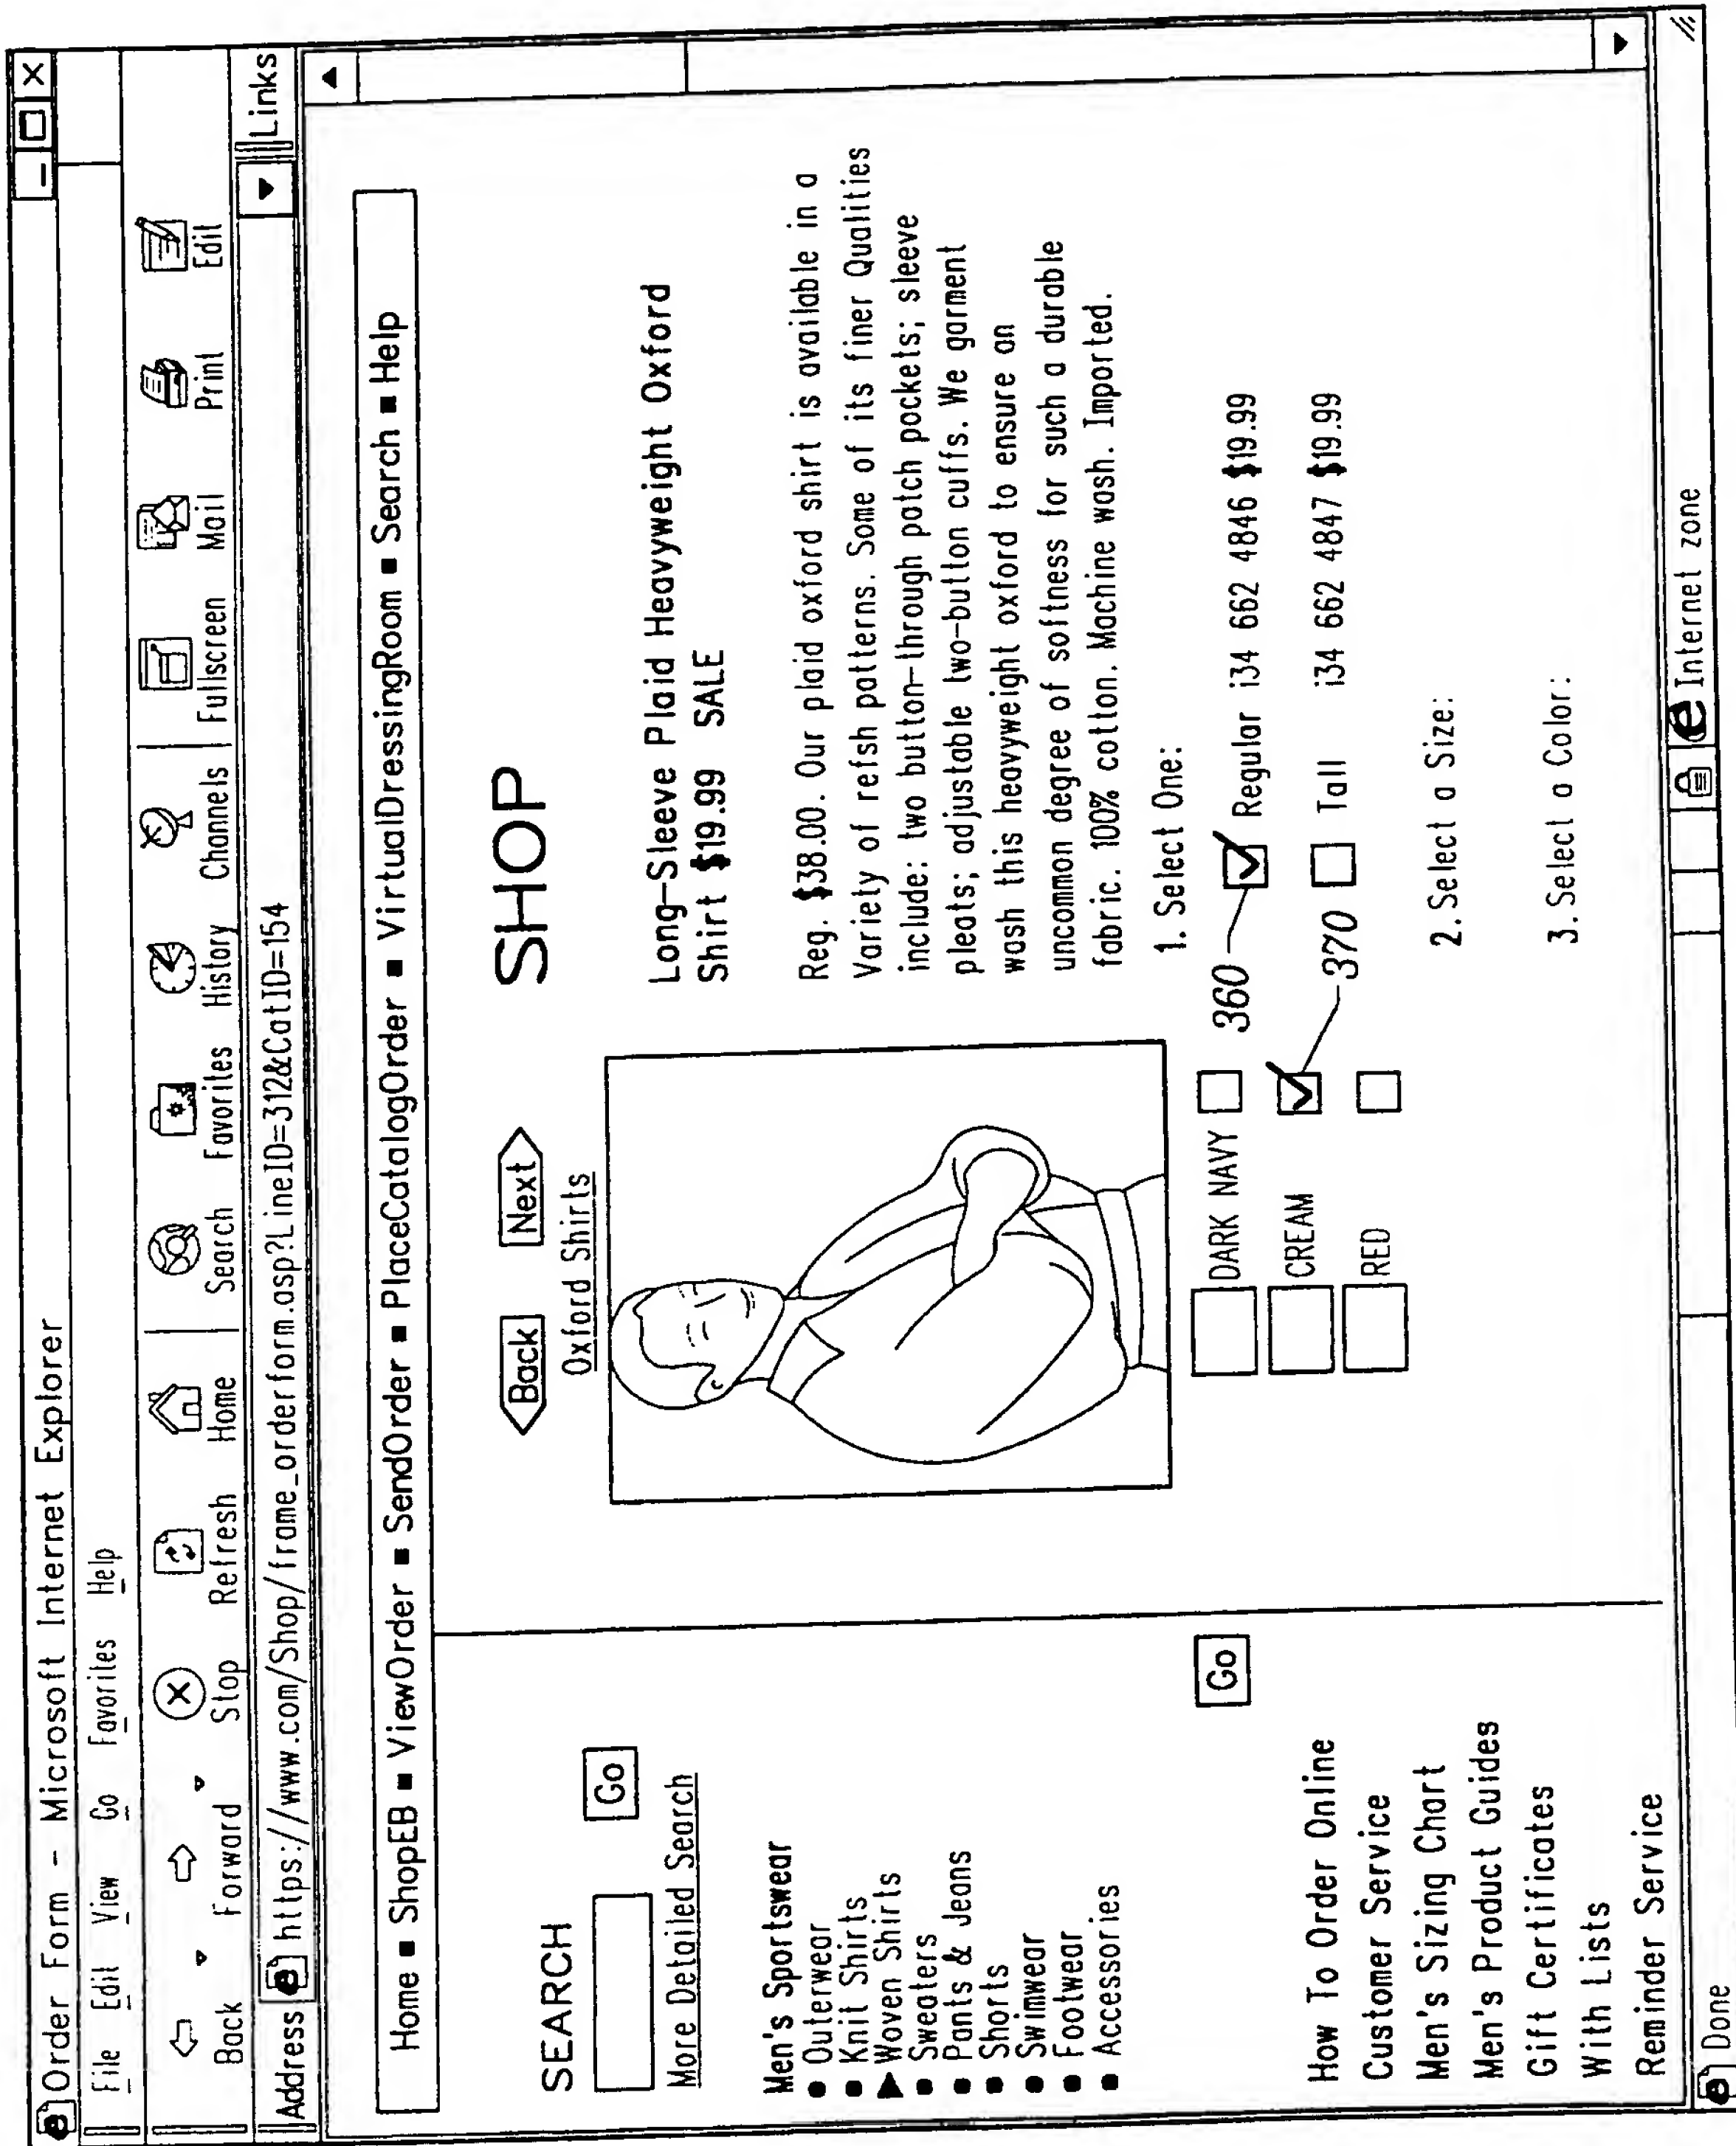 Order Form - Microsoft Internet Explorer
File Edit View Go Favorites Help
Back Forward Stop Refresh Home Search Favorites History Channels Fullscreen Mail Print Edit
Address https://www.com/Shop/frame_orderform.asp?LineID=312&CatID=154 Links
Home ■ ShopEB ■ ViewOrder ■ SendOrder ■ PlaceCatalogOrder ■ VirtualDressingRoom ■ Search ■ Help
SEARCH
Go
More Detailed Search
Men's Sportswear
• Outerwear
• Knit Shirts
▶ Woven Shirts
• Sweaters
• Pants & Jeans
• Shorts
• Swimwear
• Footwear
• Accessories
Go
How To Order Online
Customer Service
Men's Sizing Chart
Men's Product Guides
Gift Certificates
With Lists
Reminder Service
Back Next
Oxford Shirts
DARK NAVY
CREAM
RED
SHOP
Long-Sleeve Plaid Heavyweight Oxford
Shirt $19.99 SALE
Reg. $38.00. Our plaid oxford shirt is available in a
Variety of refsh patterns. Some of its finer Qualities
include: two button-through patch pockets; sleeve
pleats; adjustable two-button cuffs. We garment
wash this heavyweight oxford to ensure an
uncommon degree of softness for such a durable
fabric. 100% cotton. Machine wash. Imported.
1. Select One:
360 Regular i34 662 4846 $19.99
370 Tall i34 662 4847 $19.99
2. Select a Size:
3. Select a Color:
Done Internet zone